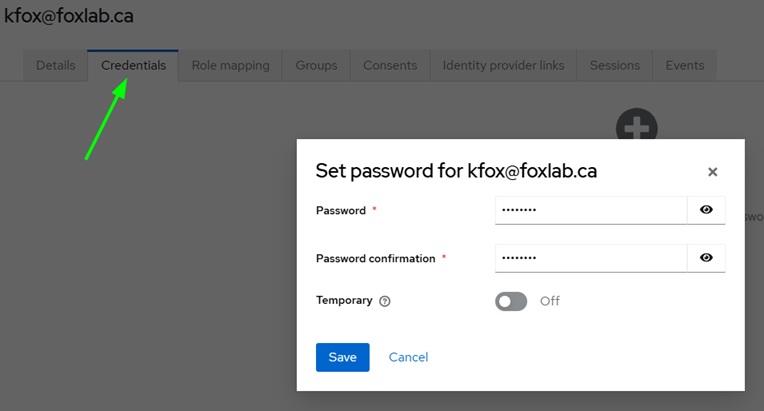 kfox@foxlab.ca
Details Credentials Role mapping Groups Consents Identity provider links Sessions Events
Set password for kfox@foxlab.ca
Password *
••••••••
Password confirmation *
••••••••
Temporary
Off
Save Cancel